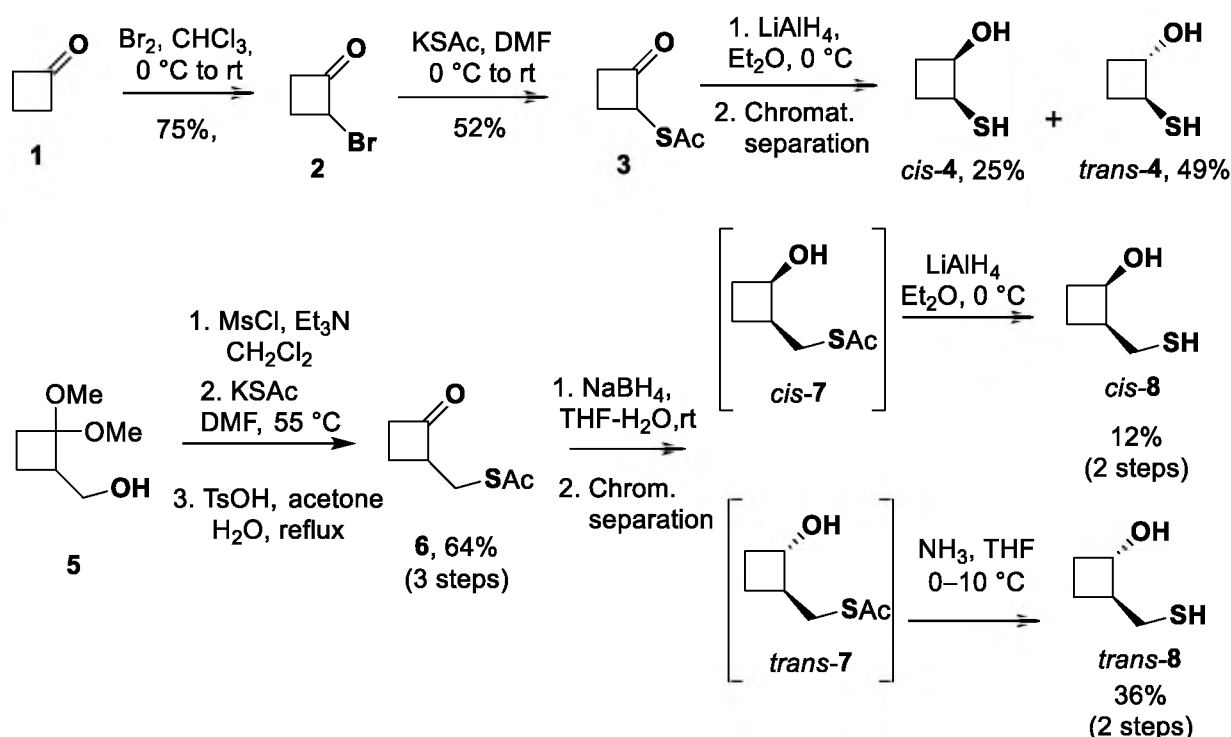 Br2, CHCl3,
0 °C to rt
75%,
O
1
O
Br
2
KSAc, DMF
0 °C to rt
52%
O
SAc
3
1. LiAlH4,
Et2O, 0 °C
2. Chromat.
separation
OH
SH
cis-4, 25%
+
OH
SH
trans-4, 49%
OMe
OMe
OH
5
1. MsCl, Et3N
CH2Cl2
2. KSAc
DMF, 55 °C
3. TsOH, acetone
H2O, reflux
O
SAc
6, 64%
(3 steps)
1. NaBH4,
THF-H2O,rt
2. Chrom.
separation
OH
SAc
cis-7
LiAlH4
Et2O, 0 °C
OH
SH
cis-8
12%
(2 steps)
OH
SAc
trans-7
NH3, THF
0–10 °C
OH
SH
trans-8
36%
(2 steps)